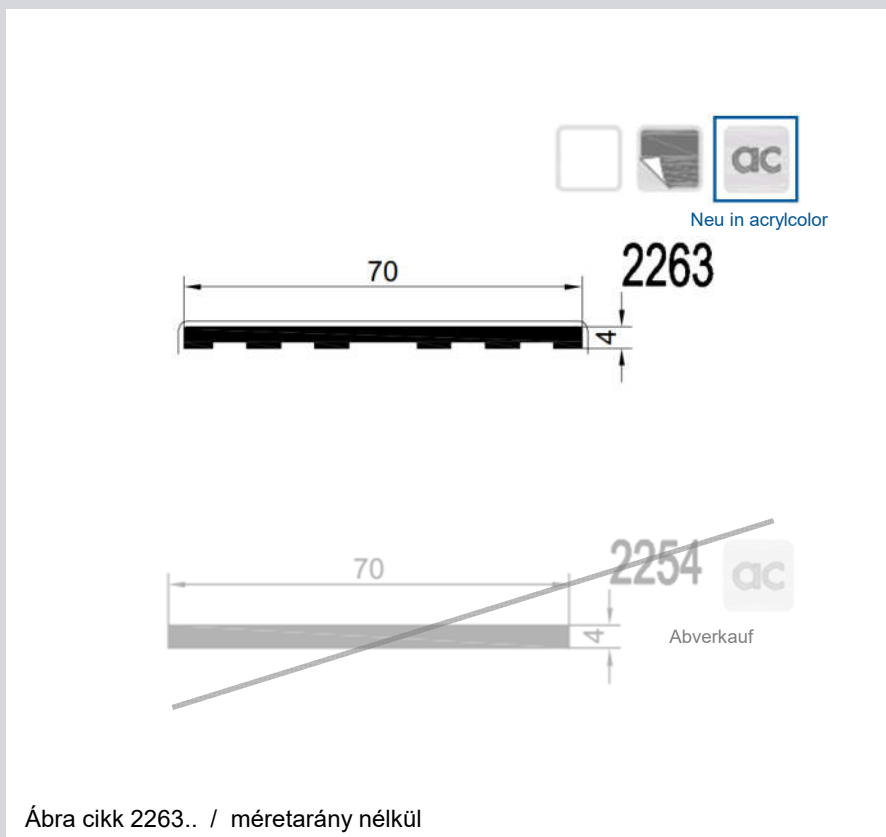 ac
Neu in acrylcolor
2263
70
4
2254
70
ac
4
Abverkauf
Ábra cikk 2263.. / méretarány nélkül